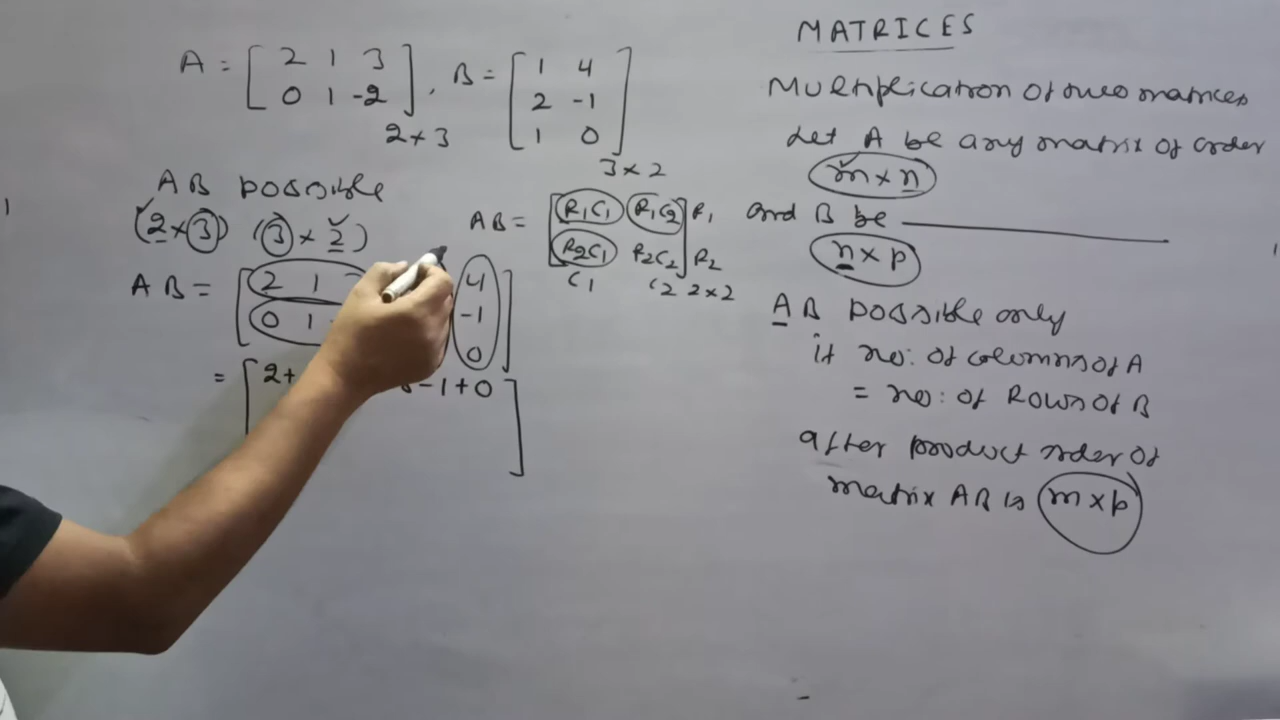 MATRICES
Multiplication of two matrices
Let A be any matrix of order
m × n
and B be
n × p
AB possible only
if no: of columns of A
= no: of Rows of B
after product order of
matrix AB is m × p
A = [ 2 1 3
0 1 -2 ] , B = [ 1 4
2 -1
1 0 ]
2 × 3
3 × 2
AB possible
(2 × 3) (3 × 2)
AB = [ R1C1 R1C2 ] R1
R2C1 R2C2 ] R2
C1 C2 2 × 2
AB = [ 2 1
0 1
4
-1
0 ]
= [ 2+ -1+0 ]